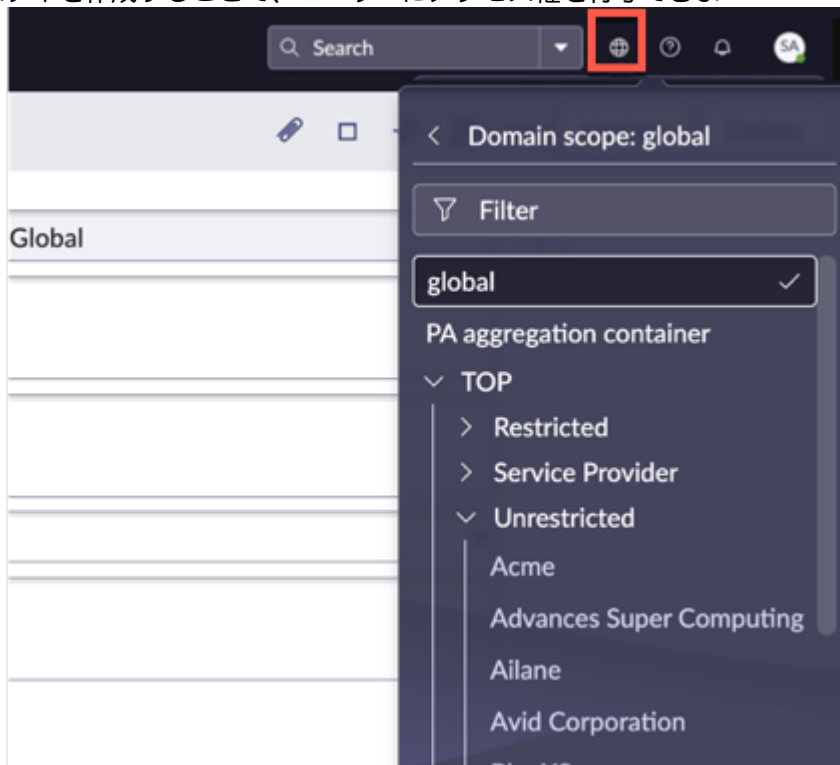 Search
SA
< Domain scope: global
Filter
Global
global
PA aggregation container
TOP
Restricted
Service Provider
Unrestricted
Acme
Advances Super Computing
Ailane
Avid Corporation